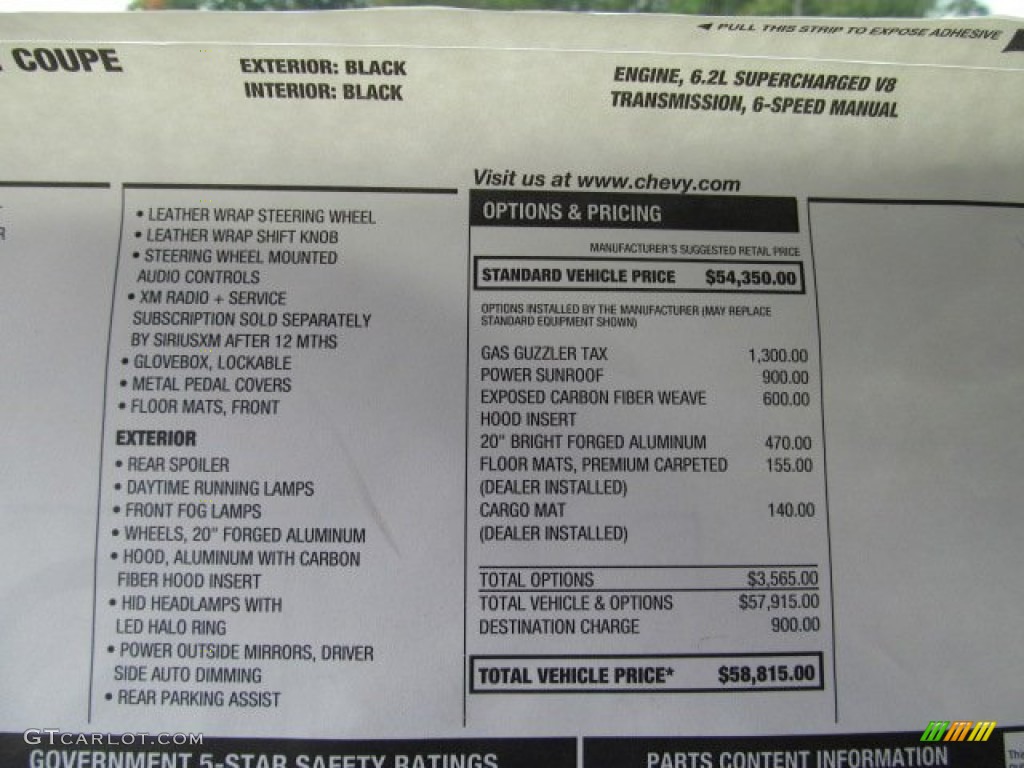 PULL THIS STRIP TO EXPOSE ADHESIVE
COUPE
EXTERIOR: BLACK
INTERIOR: BLACK
ENGINE, 6.2L SUPERCHARGED V8
TRANSMISSION, 6-SPEED MANUAL
• LEATHER WRAP STEERING WHEEL
• LEATHER WRAP SHIFT KNOB
• STEERING WHEEL MOUNTED
AUDIO CONTROLS
• XM RADIO + SERVICE
SUBSCRIPTION SOLD SEPARATELY
BY SIRIUSXM AFTER 12 MTHS
• GLOVEBOX, LOCKABLE
• METAL PEDAL COVERS
• FLOOR MATS, FRONT
EXTERIOR
• REAR SPOILER
• DAYTIME RUNNING LAMPS
• FRONT FOG LAMPS
• WHEELS, 20" FORGED ALUMINUM
• HOOD, ALUMINUM WITH CARBON
FIBER HOOD INSERT
• HID HEADLAMPS WITH
LED HALO RING
• POWER OUTSIDE MIRRORS, DRIVER
SIDE AUTO DIMMING
• REAR PARKING ASSIST
Visit us at www.chevy.com
OPTIONS & PRICING
MANUFACTURER'S SUGGESTED RETAIL PRICE
STANDARD VEHICLE PRICE $54,350.00
OPTIONS INSTALLED BY THE MANUFACTURER (MAY REPLACE
STANDARD EQUIPMENT SHOWN)
GAS GUZZLER TAX 1,300.00
POWER SUNROOF 900.00
EXPOSED CARBON FIBER WEAVE 600.00
HOOD INSERT
20" BRIGHT FORGED ALUMINUM 470.00
FLOOR MATS, PREMIUM CARPETED 155.00
(DEALER INSTALLED)
CARGO MAT 140.00
(DEALER INSTALLED)
TOTAL OPTIONS $3,565.00
TOTAL VEHICLE & OPTIONS $57,915.00
DESTINATION CHARGE 900.00
TOTAL VEHICLE PRICE* $58,815.00
GTCarlot.com
GOVERNMENT 5-STAR SAFETY RATINGS
PARTS CONTENT INFORMATION